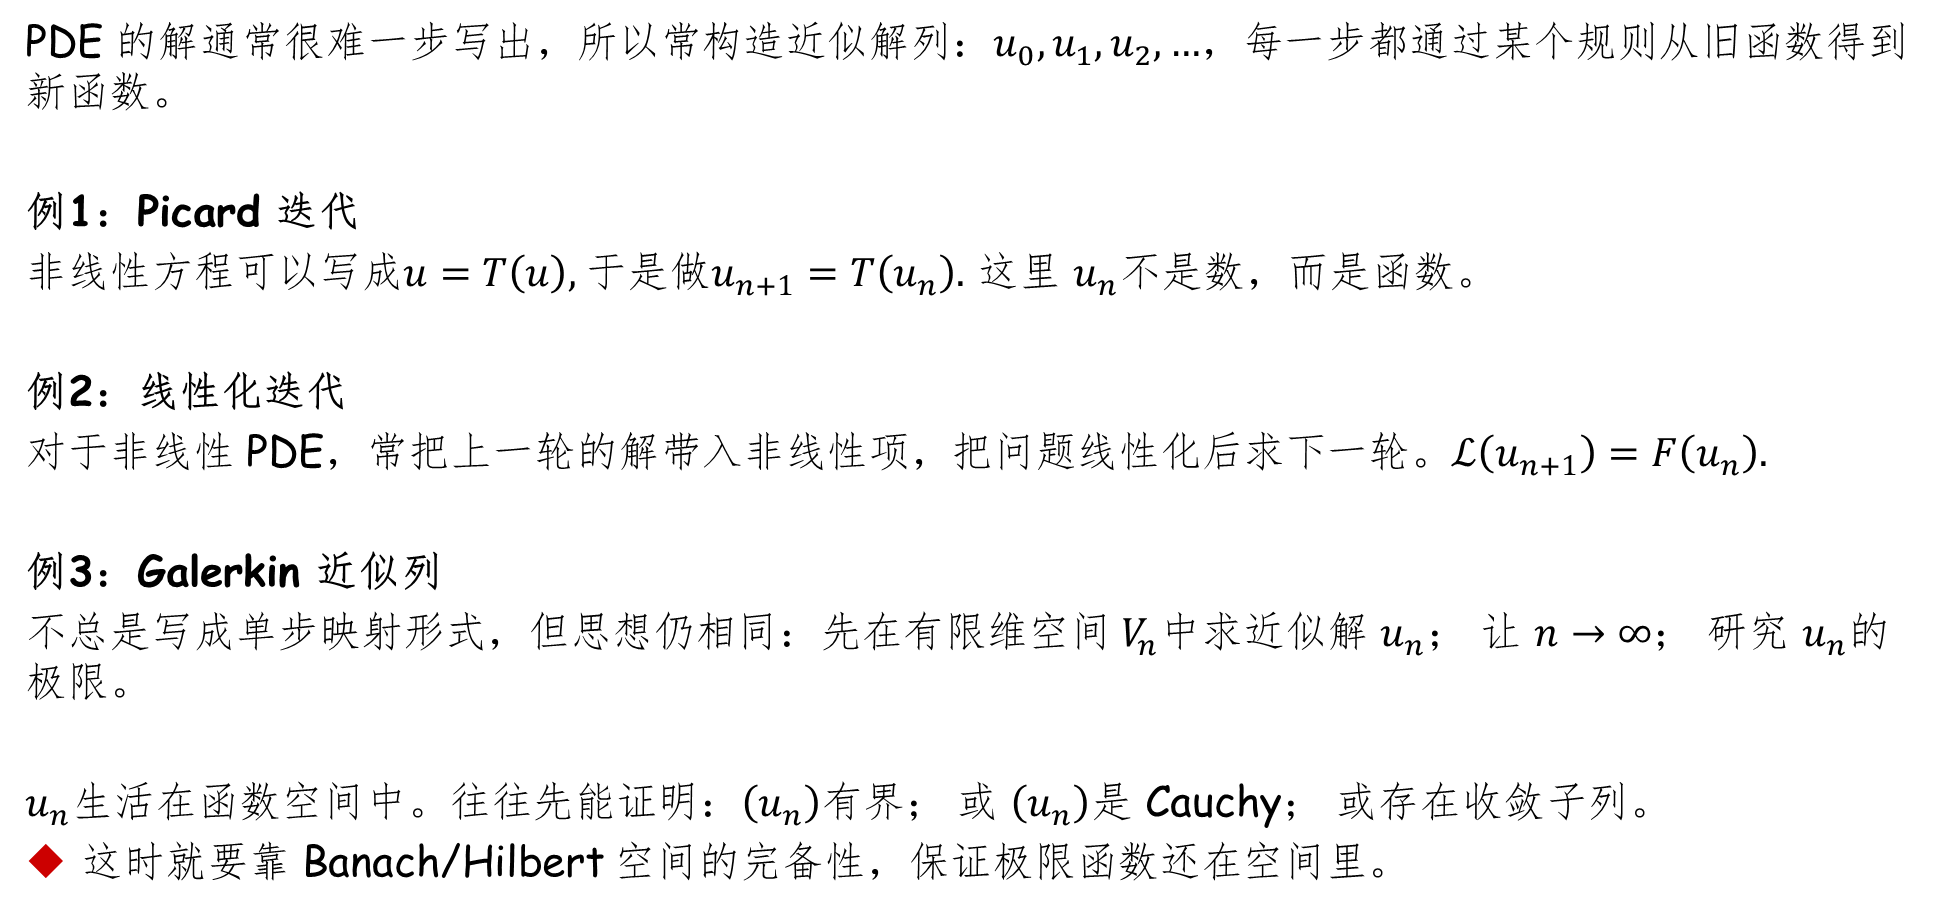 PDE 的解通常很难一步写出，所以常构造近似解列：u₀, u₁, u₂, …，每一步都通过某个规则从旧函数得到
新函数。
例1：Picard 迭代
非线性方程可以写成u = T(u), 于是做uₙ₊₁ = T(uₙ). 这里 uₙ不是数，而是函数。
例2：线性化迭代
对于非线性 PDE，常把上一轮的解带入非线性项，把问题线性化后求下一轮。ℒ(uₙ₊₁) = F(uₙ).
例3：Galerkin 近似列
不总是写成单步映射形式，但思想仍相同：先在有限维空间 Vₙ中求近似解 uₙ； 让 n → ∞； 研究 uₙ的
极限。
uₙ生活在函数空间中。往往先能证明：(uₙ)有界； 或 (uₙ)是 Cauchy； 或存在收敛子列。
◆ 这时就要靠 Banach/Hilbert 空间的完备性，保证极限函数还在空间里。